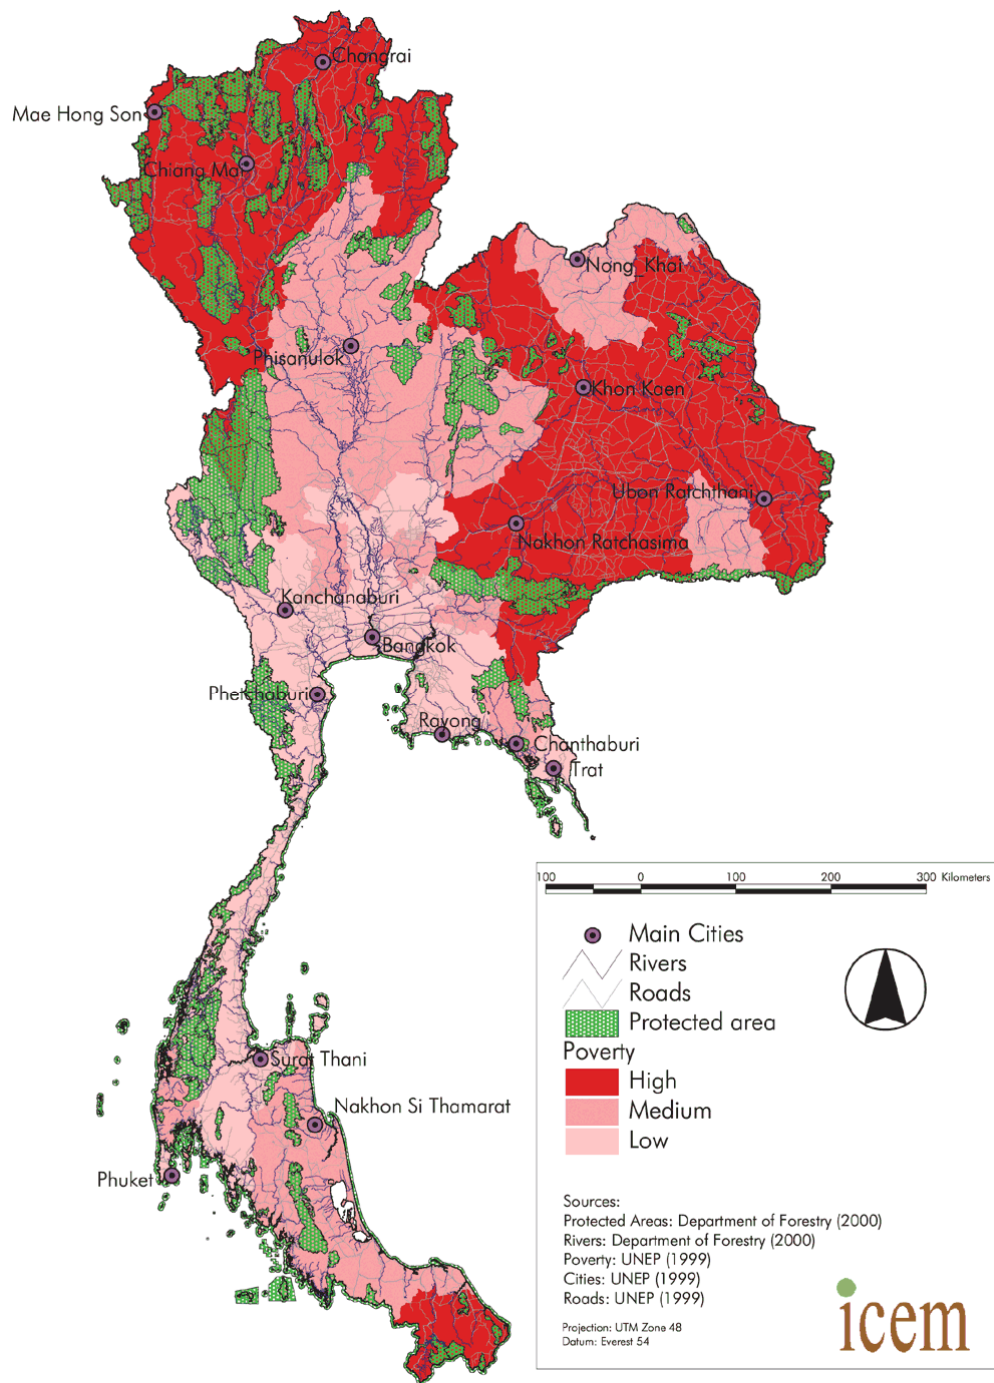 Changrai
Mae Hong Son
Chiang Mai
Nong_Khai
Phisanulok
Khon Kaen
Ubon Ratchthani
Nakhon Ratchasima
Kanchanaburi
Bangkok
Phetchaburi
Rayong
Chanthaburi
Trat
100 0 100 200 300 Kilometers
Main Cities
Rivers
Roads
Protected area
Poverty
High
Medium
Low
Surat Thani
Nakhon Si Thamarat
Phuket
Sources:
Protected Areas: Department of Forestry (2000)
Rivers: Department of Forestry (2000)
Poverty: UNEP (1999)
Cities: UNEP (1999)
Roads: UNEP (1999)
Projection: UTM Zone 48
Datum: Everest 54
icem